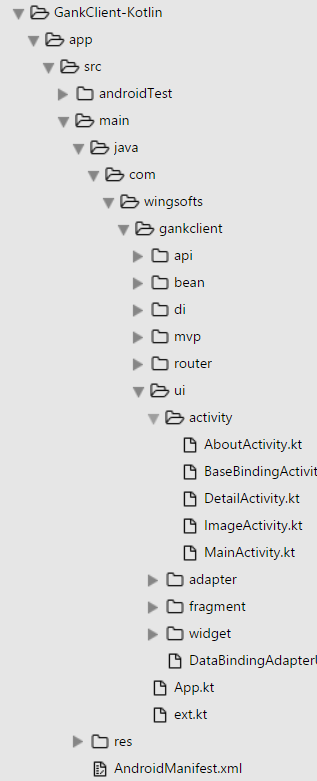 GankClient-Kotlin
app
src
androidTest
main
java
com
wingsofts
gankclient
api
bean
di
mvp
router
ui
activity
AboutActivity.kt
BaseBindingActivit
DetailActivity.kt
ImageActivity.kt
MainActivity.kt
adapter
fragment
widget
DataBindingAdapterU
App.kt
ext.kt
res
AndroidManifest.xml